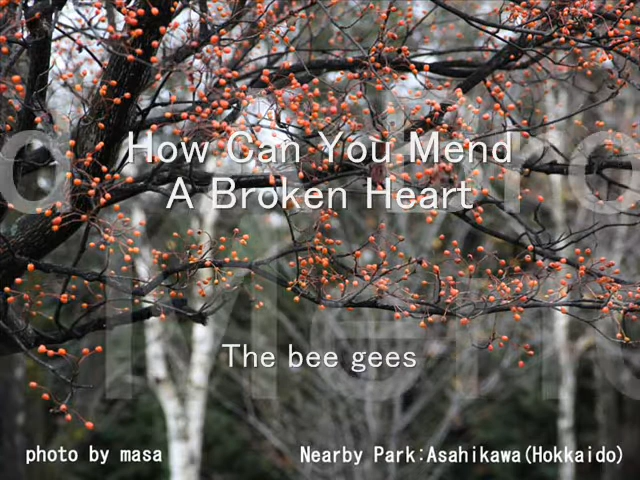 How Can You Mend
A Broken Heart
The bee gees
photo by masa
Nearby Park:Asahikawa(Hokkaido)